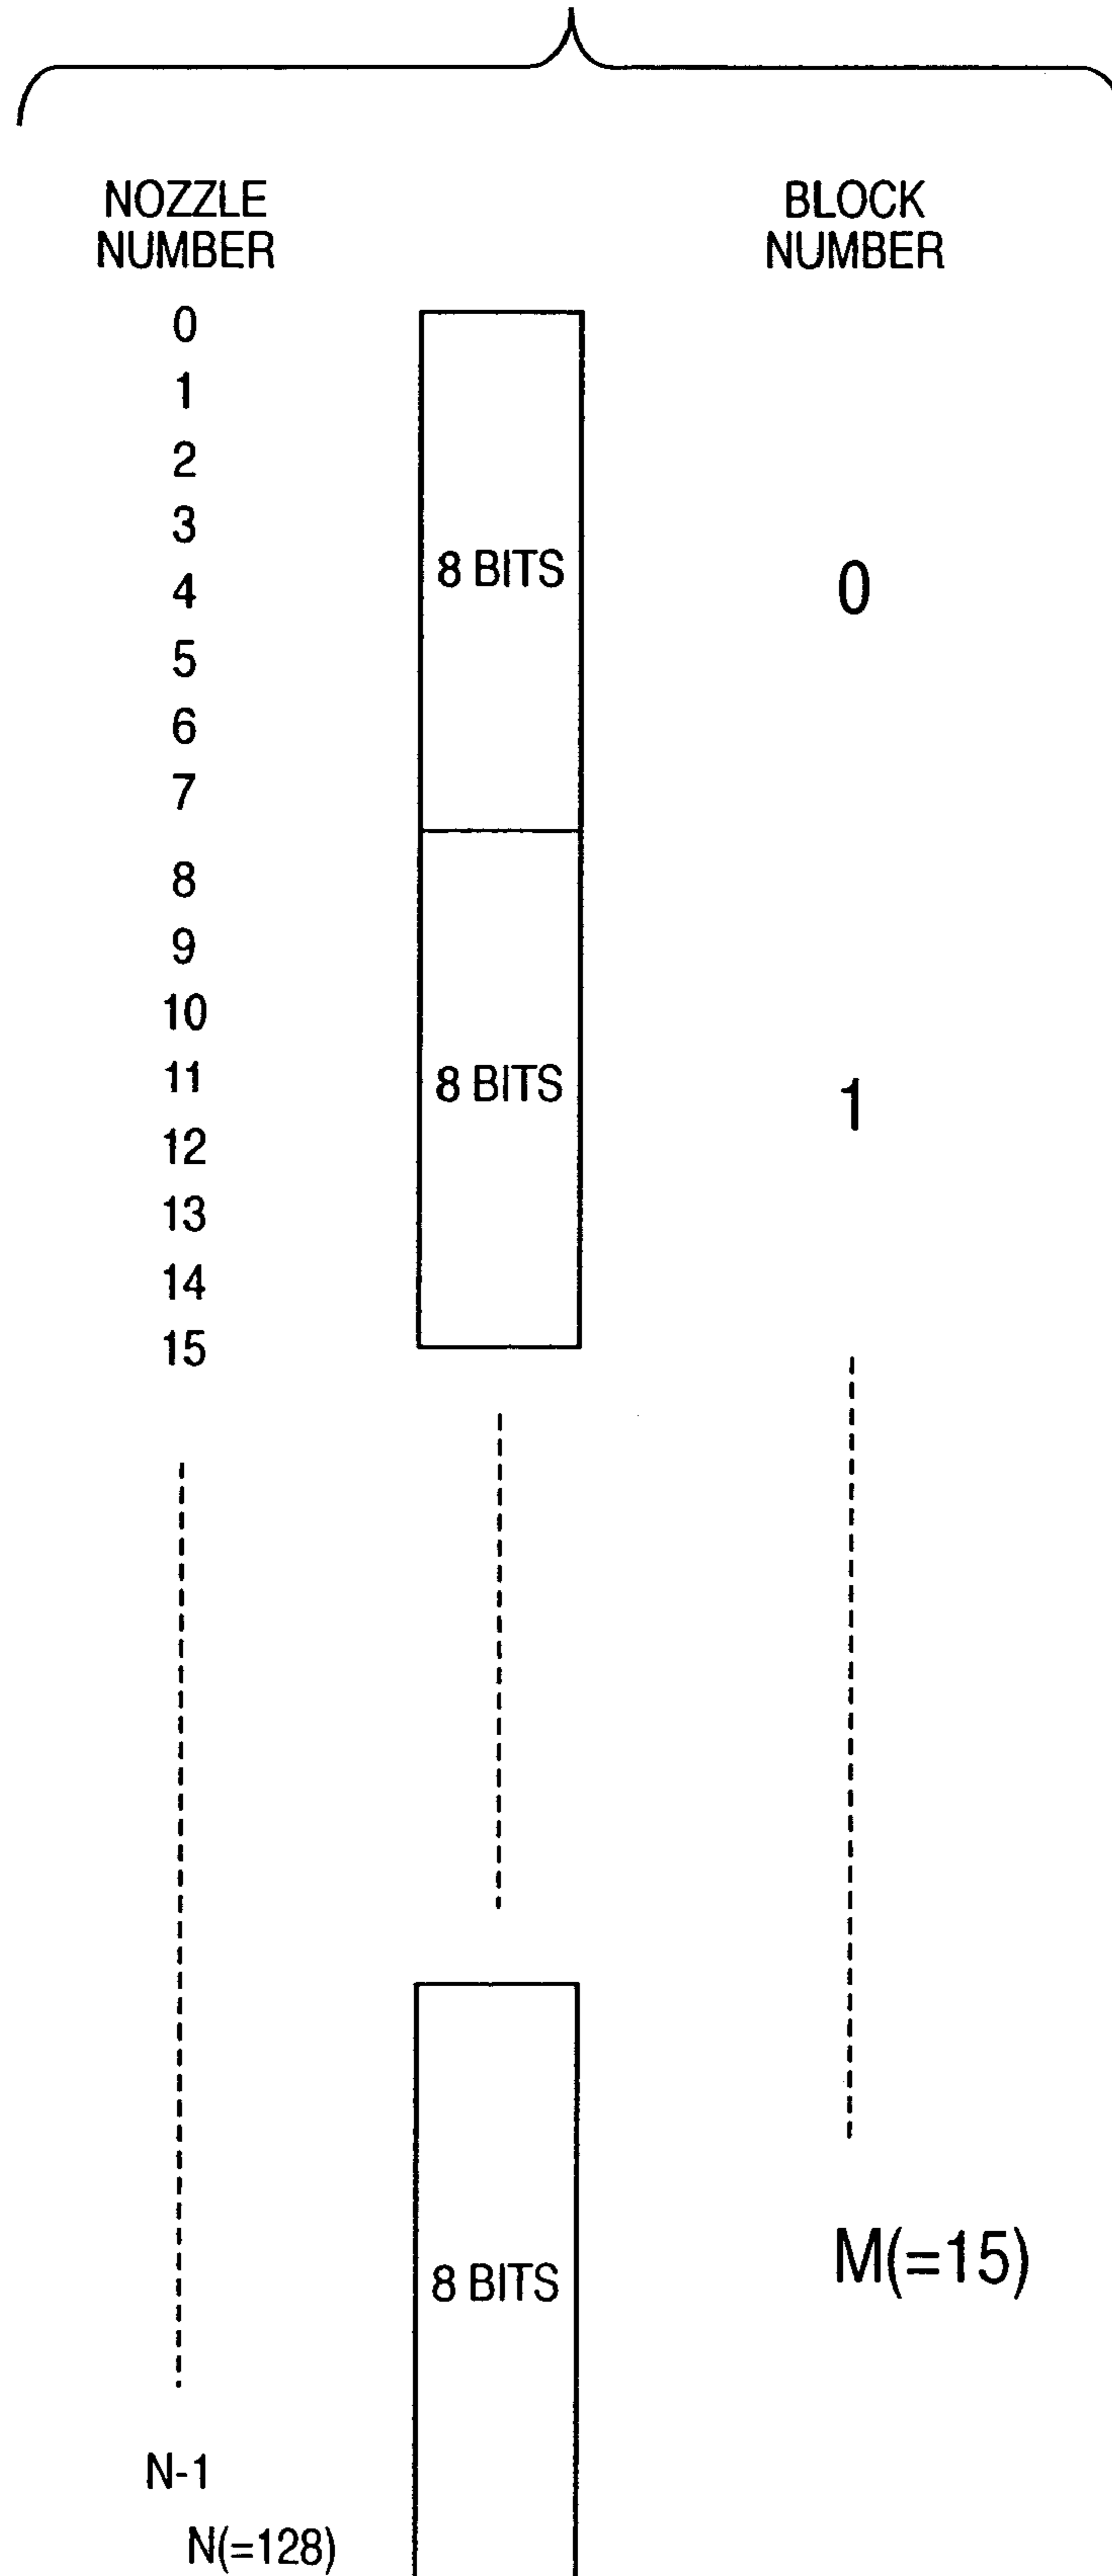 NOZZLE
NUMBER
BLOCK
NUMBER
0
1
2
3
4
5
6
7
8 BITS
0
8
9
10
11
12
13
14
15
8 BITS
1
8 BITS
M(=15)
N-1
N(=128)